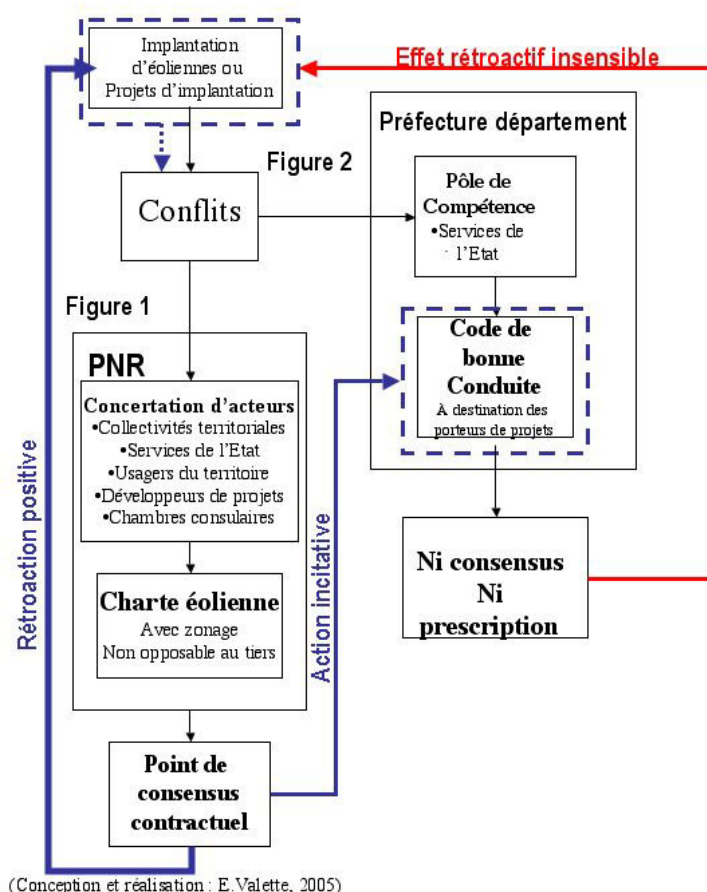 Implantation
d'éoliennes ou
Projets d'implantation
Effet rétroactif insensible
Préfecture département
Figure 2
Conflits
Pôle de
Compétence
•Services de
l'Etat
Figure 1
PNR
Concertation d'acteurs
•Collectivités territoriales
•Services de l'Etat
•Usagers du territoire
•Développeurs de projets
•Chambres consulaires
Code de
bonne
Conduite
À destination des
porteurs de projets
Charte éolienne
Avec zonage
Non opposable au tiers
Ni consensus
Ni
prescription
Rétroaction positive
Action incitative
Point de
consensus
contractuel
(Conception et réalisation : E.Valette, 2005)